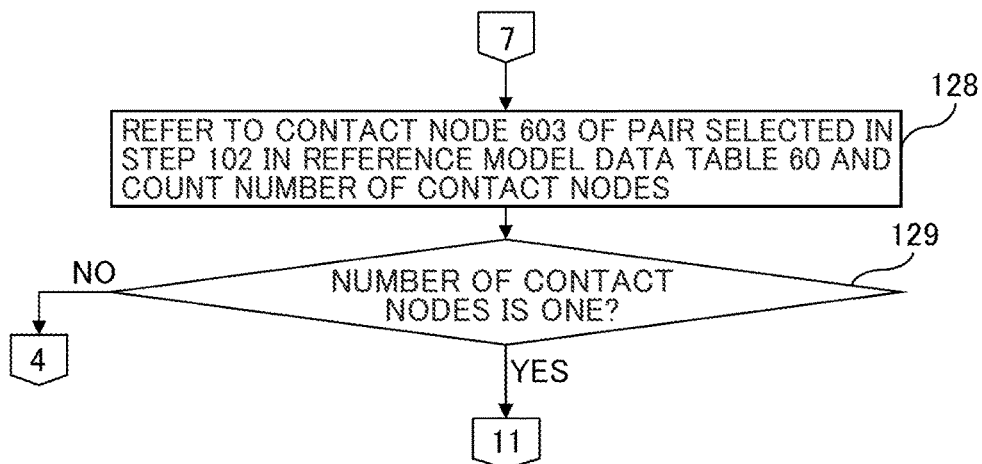 7
128
REFER TO CONTACT NODE 603 OF PAIR SELECTED IN
STEP 102 IN REFERENCE MODEL DATA TABLE 60 AND
COUNT NUMBER OF CONTACT NODES
129
NO
NUMBER OF CONTACT
NODES IS ONE?
4
YES
11